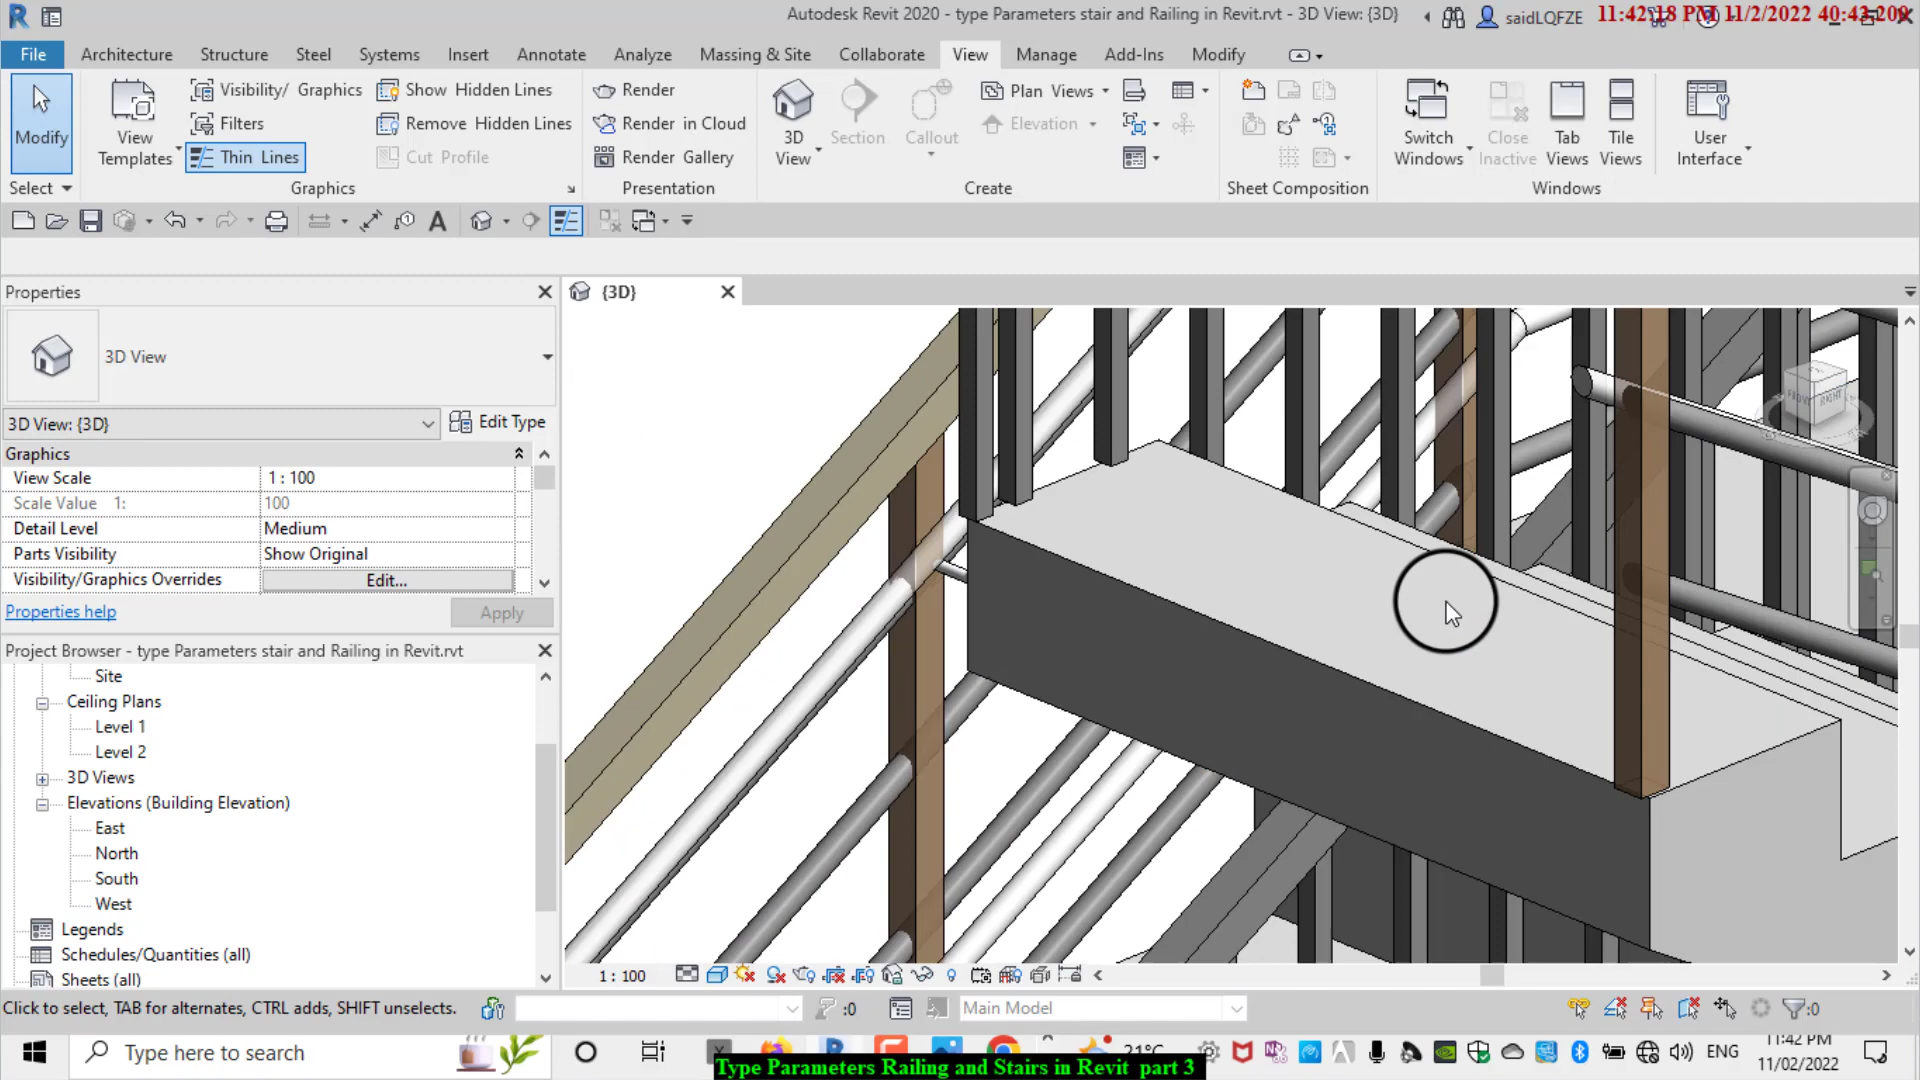 Autodesk Revit 2020 - type Parameters stair and Railing in Revit.rvt - 3D View: {3D}
saidLQFZE
11:42:18 PM 11/2/2022 40:43.209
File Architecture Structure Steel Systems Insert Annotate Analyze Massing & Site Collaborate View Manage Add-Ins Modify
Modify
Select
View Templates
Visibility/ Graphics
Filters
Thin Lines
Show Hidden Lines
Remove Hidden Lines
Cut Profile
Graphics
Render
Render in Cloud
Render Gallery
Presentation
3D View
Section
Callout
Plan Views
Elevation
Create
Sheet Composition
Switch Windows
Close Inactive
Tab Views
Tile Views
Windows
User Interface
Properties
{3D}
3D View
3D View: {3D}
Edit Type
Graphics
View Scale 1 : 100
Scale Value 1: 100
Detail Level Medium
Parts Visibility Show Original
Visibility/Graphics Overrides Edit...
Properties help
Apply
FRONT
RIGHT
Project Browser - type Parameters stair and Railing in Revit.rvt
Site
Ceiling Plans
Level 1
Level 2
3D Views
Elevations (Building Elevation)
East
North
South
West
Legends
Schedules/Quantities (all)
Sheets (all)
1 : 100
Click to select, TAB for alternates, CTRL adds, SHIFT unselects.
:0
Main Model
:0
Type here to search
21°C
ENG
11:42 PM
11/02/2022
Type Parameters Railing and Stairs in Revit part 3